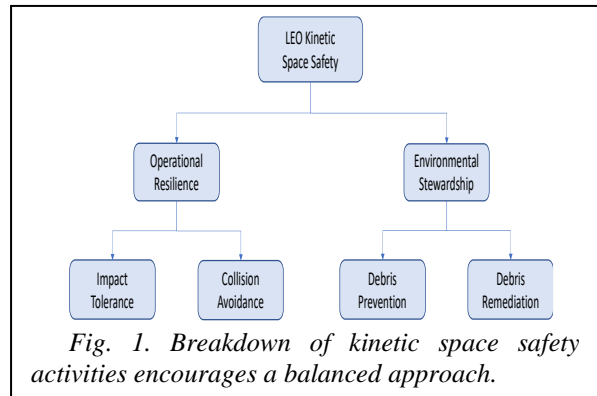 LEO Kinetic
Space Safety
Operational
Resilience
Environmental
Stewardship
Impact
Tolerance
Collision
Avoidance
Debris
Prevention
Debris
Remediation
Fig. 1. Breakdown of kinetic space safety
activities encourages a balanced approach.